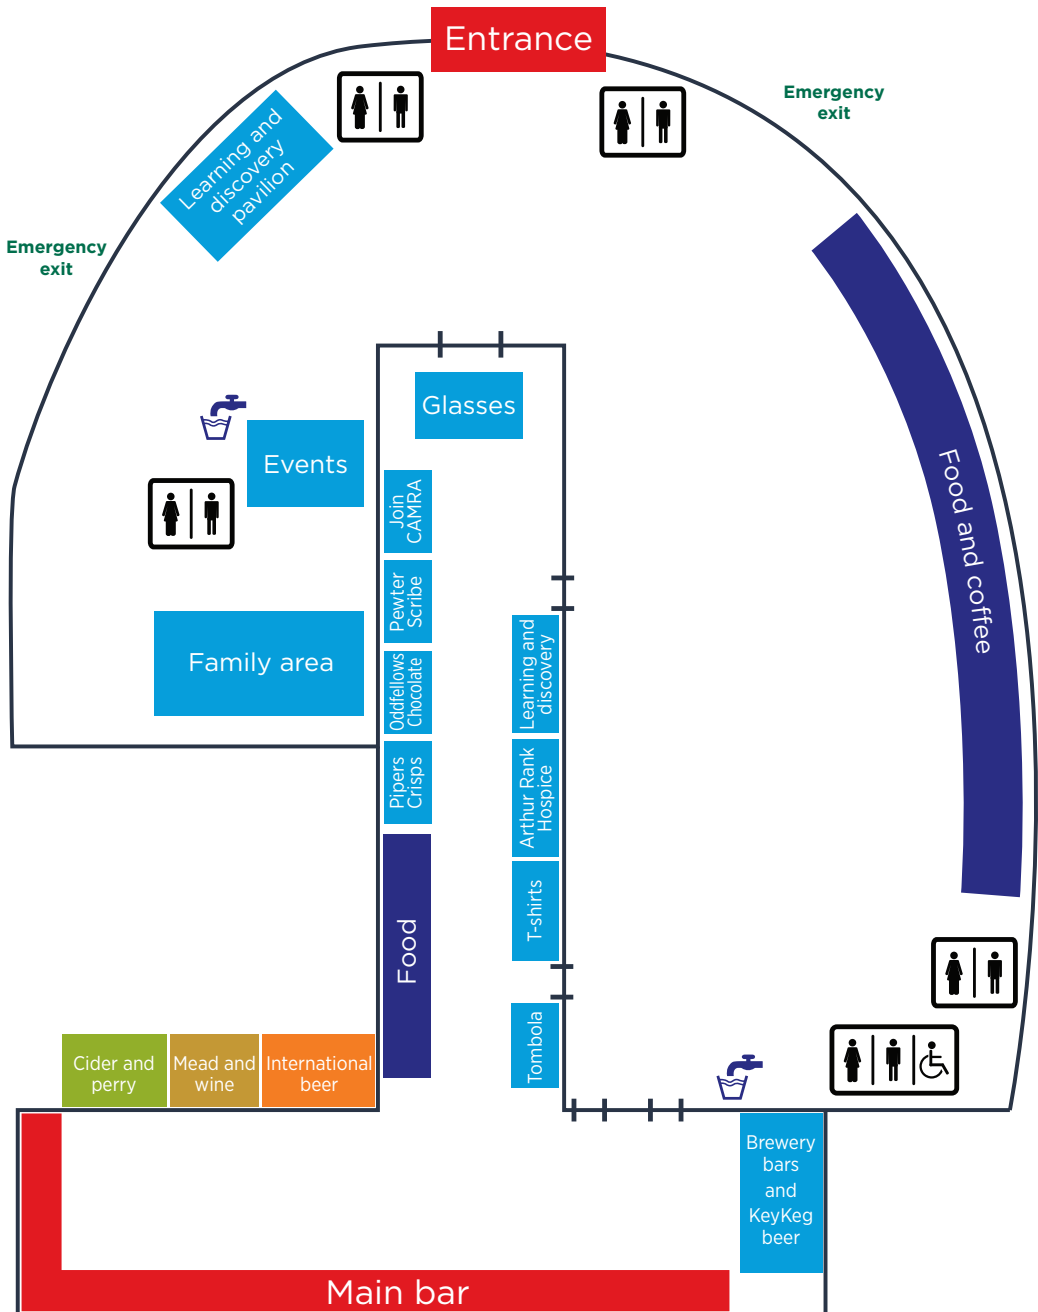 Entrance
Emergency
exit
Learning and
discovery
pavilion
Emergency
exit
Glasses
Events
Join
CAMRA
Food and coffee
Pewter
Scribe
Family area
Learning and
discovery
Oddfellows
Chocolate
Pipers
Crisps
Arthur Rank
Hospice
T-shirts
Food
Tombola
Cider and
perry
Mead and
wine
International
beer
Brewery
bars
and
KeyKeg
beer
Main bar